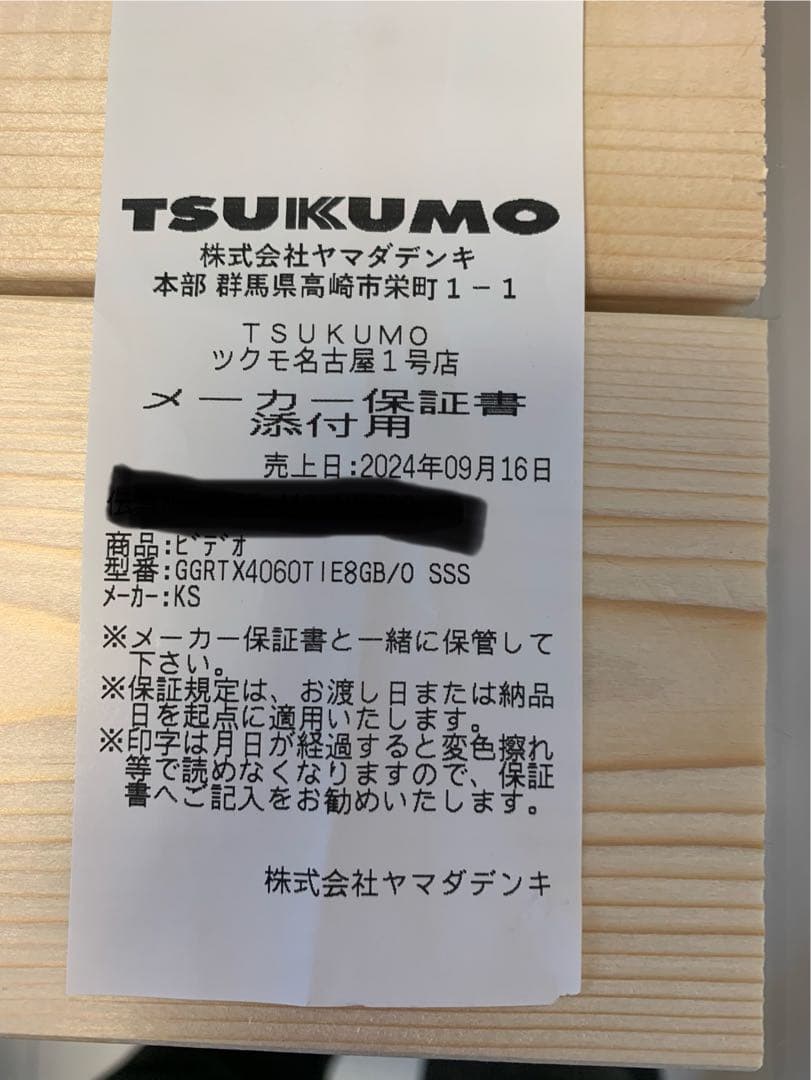 TSUKUMO
株式会社ヤマダデンキ
本部 群馬県高崎市栄町1-1
TSUKUMO
ツクモ名古屋1号店
メーカー保証書
添付用
売上日:2024年09月16日
商品:ビデオ
型番:GGRTX4060TIE8GB/O SSS
メーカー:KS
※メーカー保証書と一緒に保管して
下さい。
※保証規定は、お渡し日または納品
日を起点に適用いたします。
※印字は月日が経過すると変色擦れ
等で読めなくなりますので、保証
書へご記入をお勧めいたします。
株式会社ヤマダデンキ